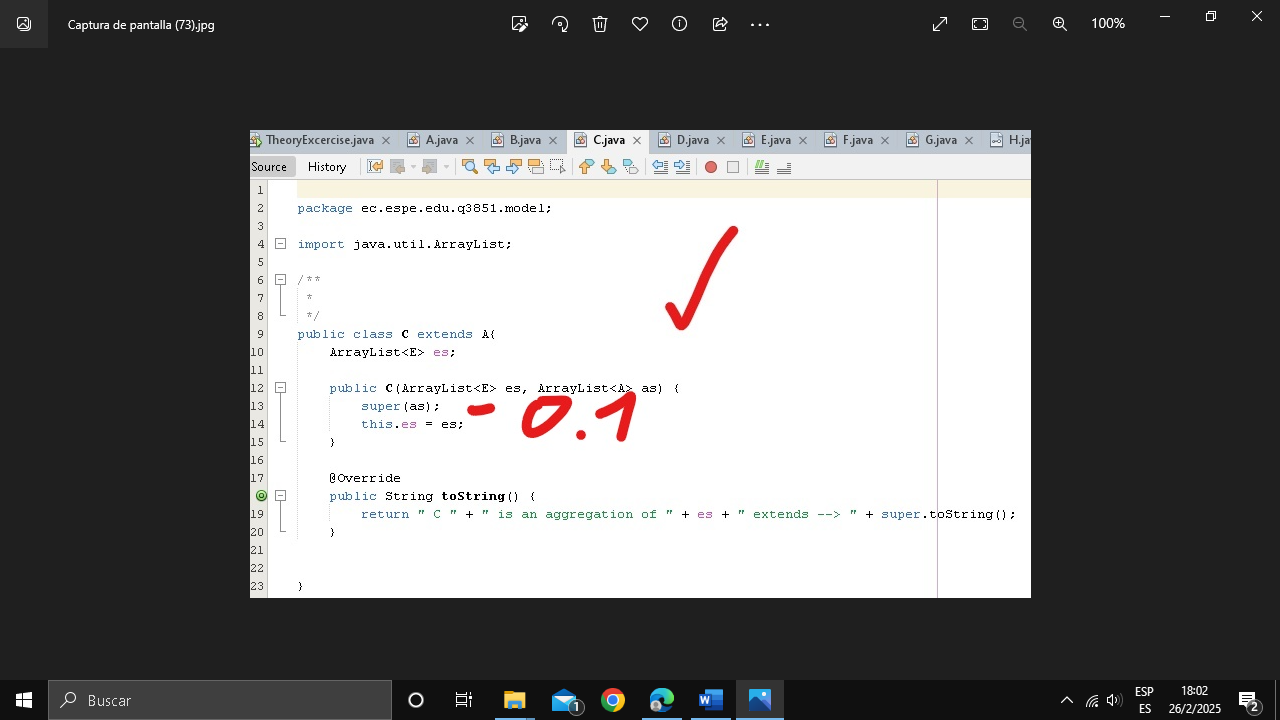 Captura de pantalla (73).jpg
100%
TheoryExcercise.java
A.java
B.java
C.java
D.java
E.java
F.java
G.java
H.ja
Source
History
1
2 package ec.espe.edu.q3851.model;
3
4 import java.util.ArrayList;
5
6 /**
7 *
8 */
9 public class C extends A{
10 ArrayList<E> es;
11
12 public C(ArrayList<E> es, ArrayList<A> as) {
13 super(as);
14 this.es = es;
15 }
16
17 @Override
public String toString() {
19 return " C " + " is an aggregation of " + es + " extends --> " + super.toString();
20 }
21
22
23 }
- 0.1
Buscar
1
ESP
ES
18:02
26/2/2025
2